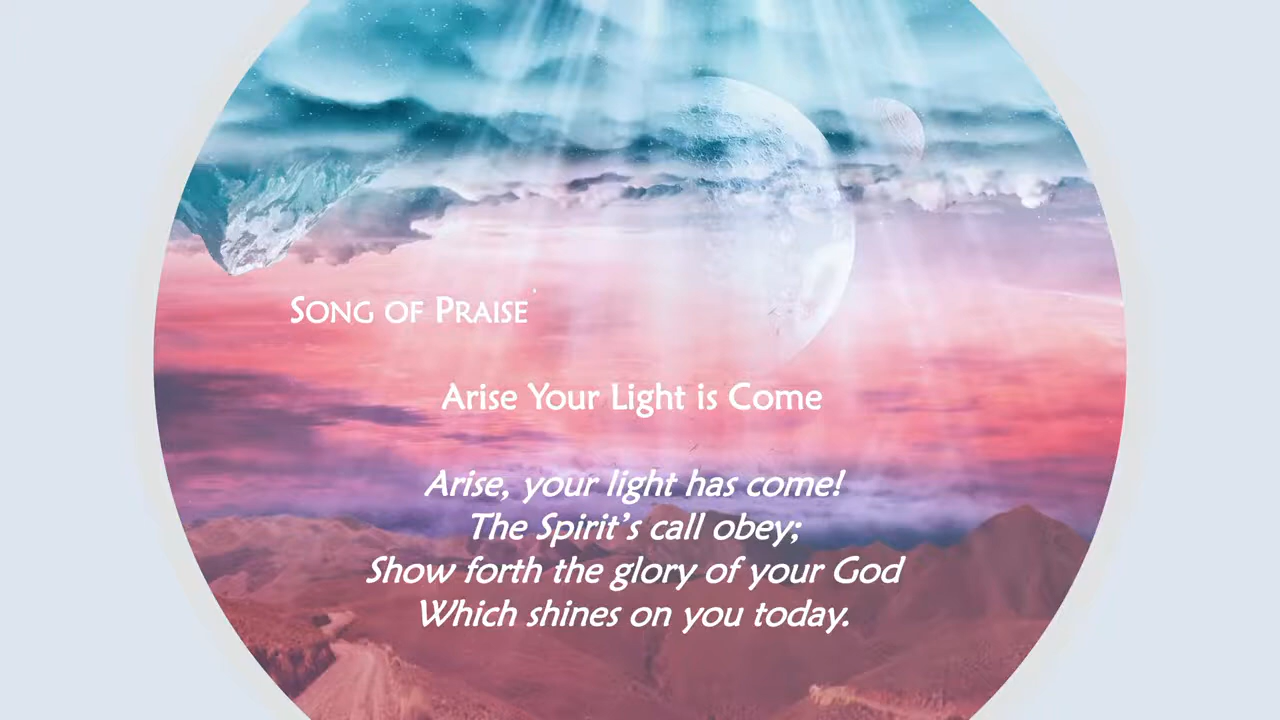 Song of Praise
Arise Your Light is Come
Arise, your light has come!
The Spirit’s call obey;
Show forth the glory of your God
Which shines on you today.